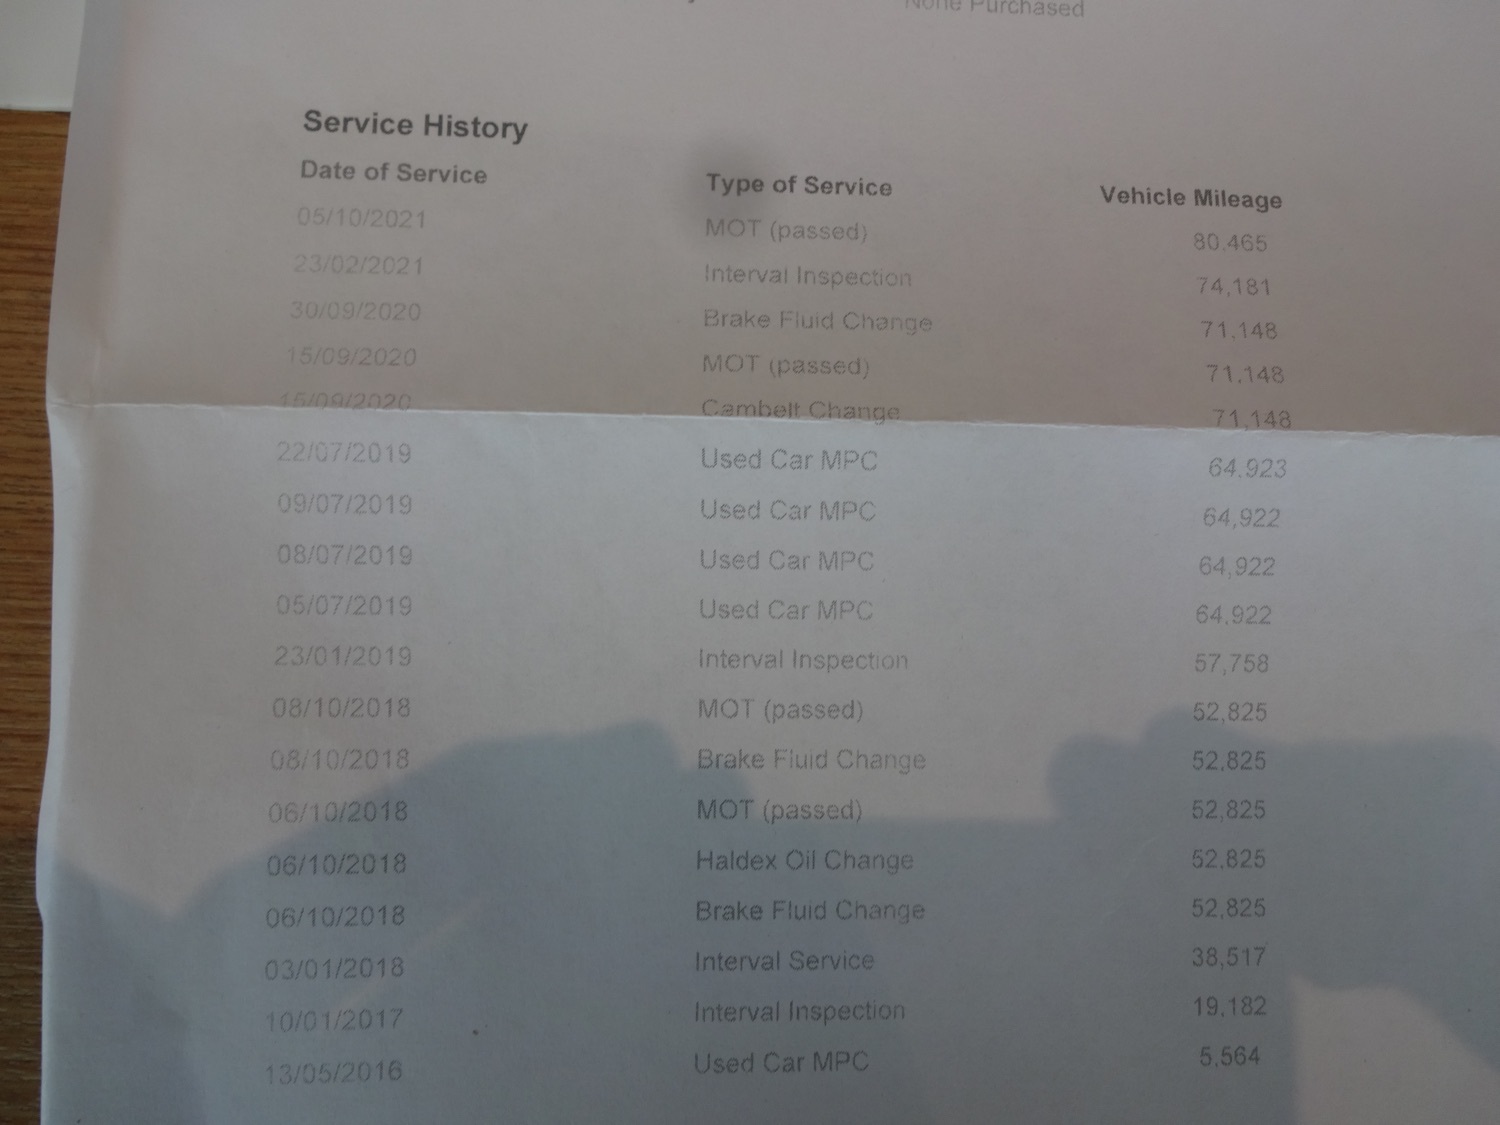 None Purchased
Service History
Date of Service Type of Service Vehicle Mileage
05/10/2021 MOT (passed) 80,465
23/02/2021 Interval Inspection 74,181
30/09/2020 Brake Fluid Change 71,148
15/09/2020 MOT (passed) 71,148
15/09/2020 Cambelt Change 71,148
22/07/2019 Used Car MPC 64,923
09/07/2019 Used Car MPC 64,922
08/07/2019 Used Car MPC 64,922
05/07/2019 Used Car MPC 64,922
23/01/2019 Interval Inspection 57,758
08/10/2018 MOT (passed) 52,825
08/10/2018 Brake Fluid Change 52,825
06/10/2018 MOT (passed) 52,825
06/10/2018 Haldex Oil Change 52,825
06/10/2018 Brake Fluid Change 52,825
03/01/2018 Interval Service 38,517
10/01/2017 Interval Inspection 19,182
13/05/2016 Used Car MPC 5,564